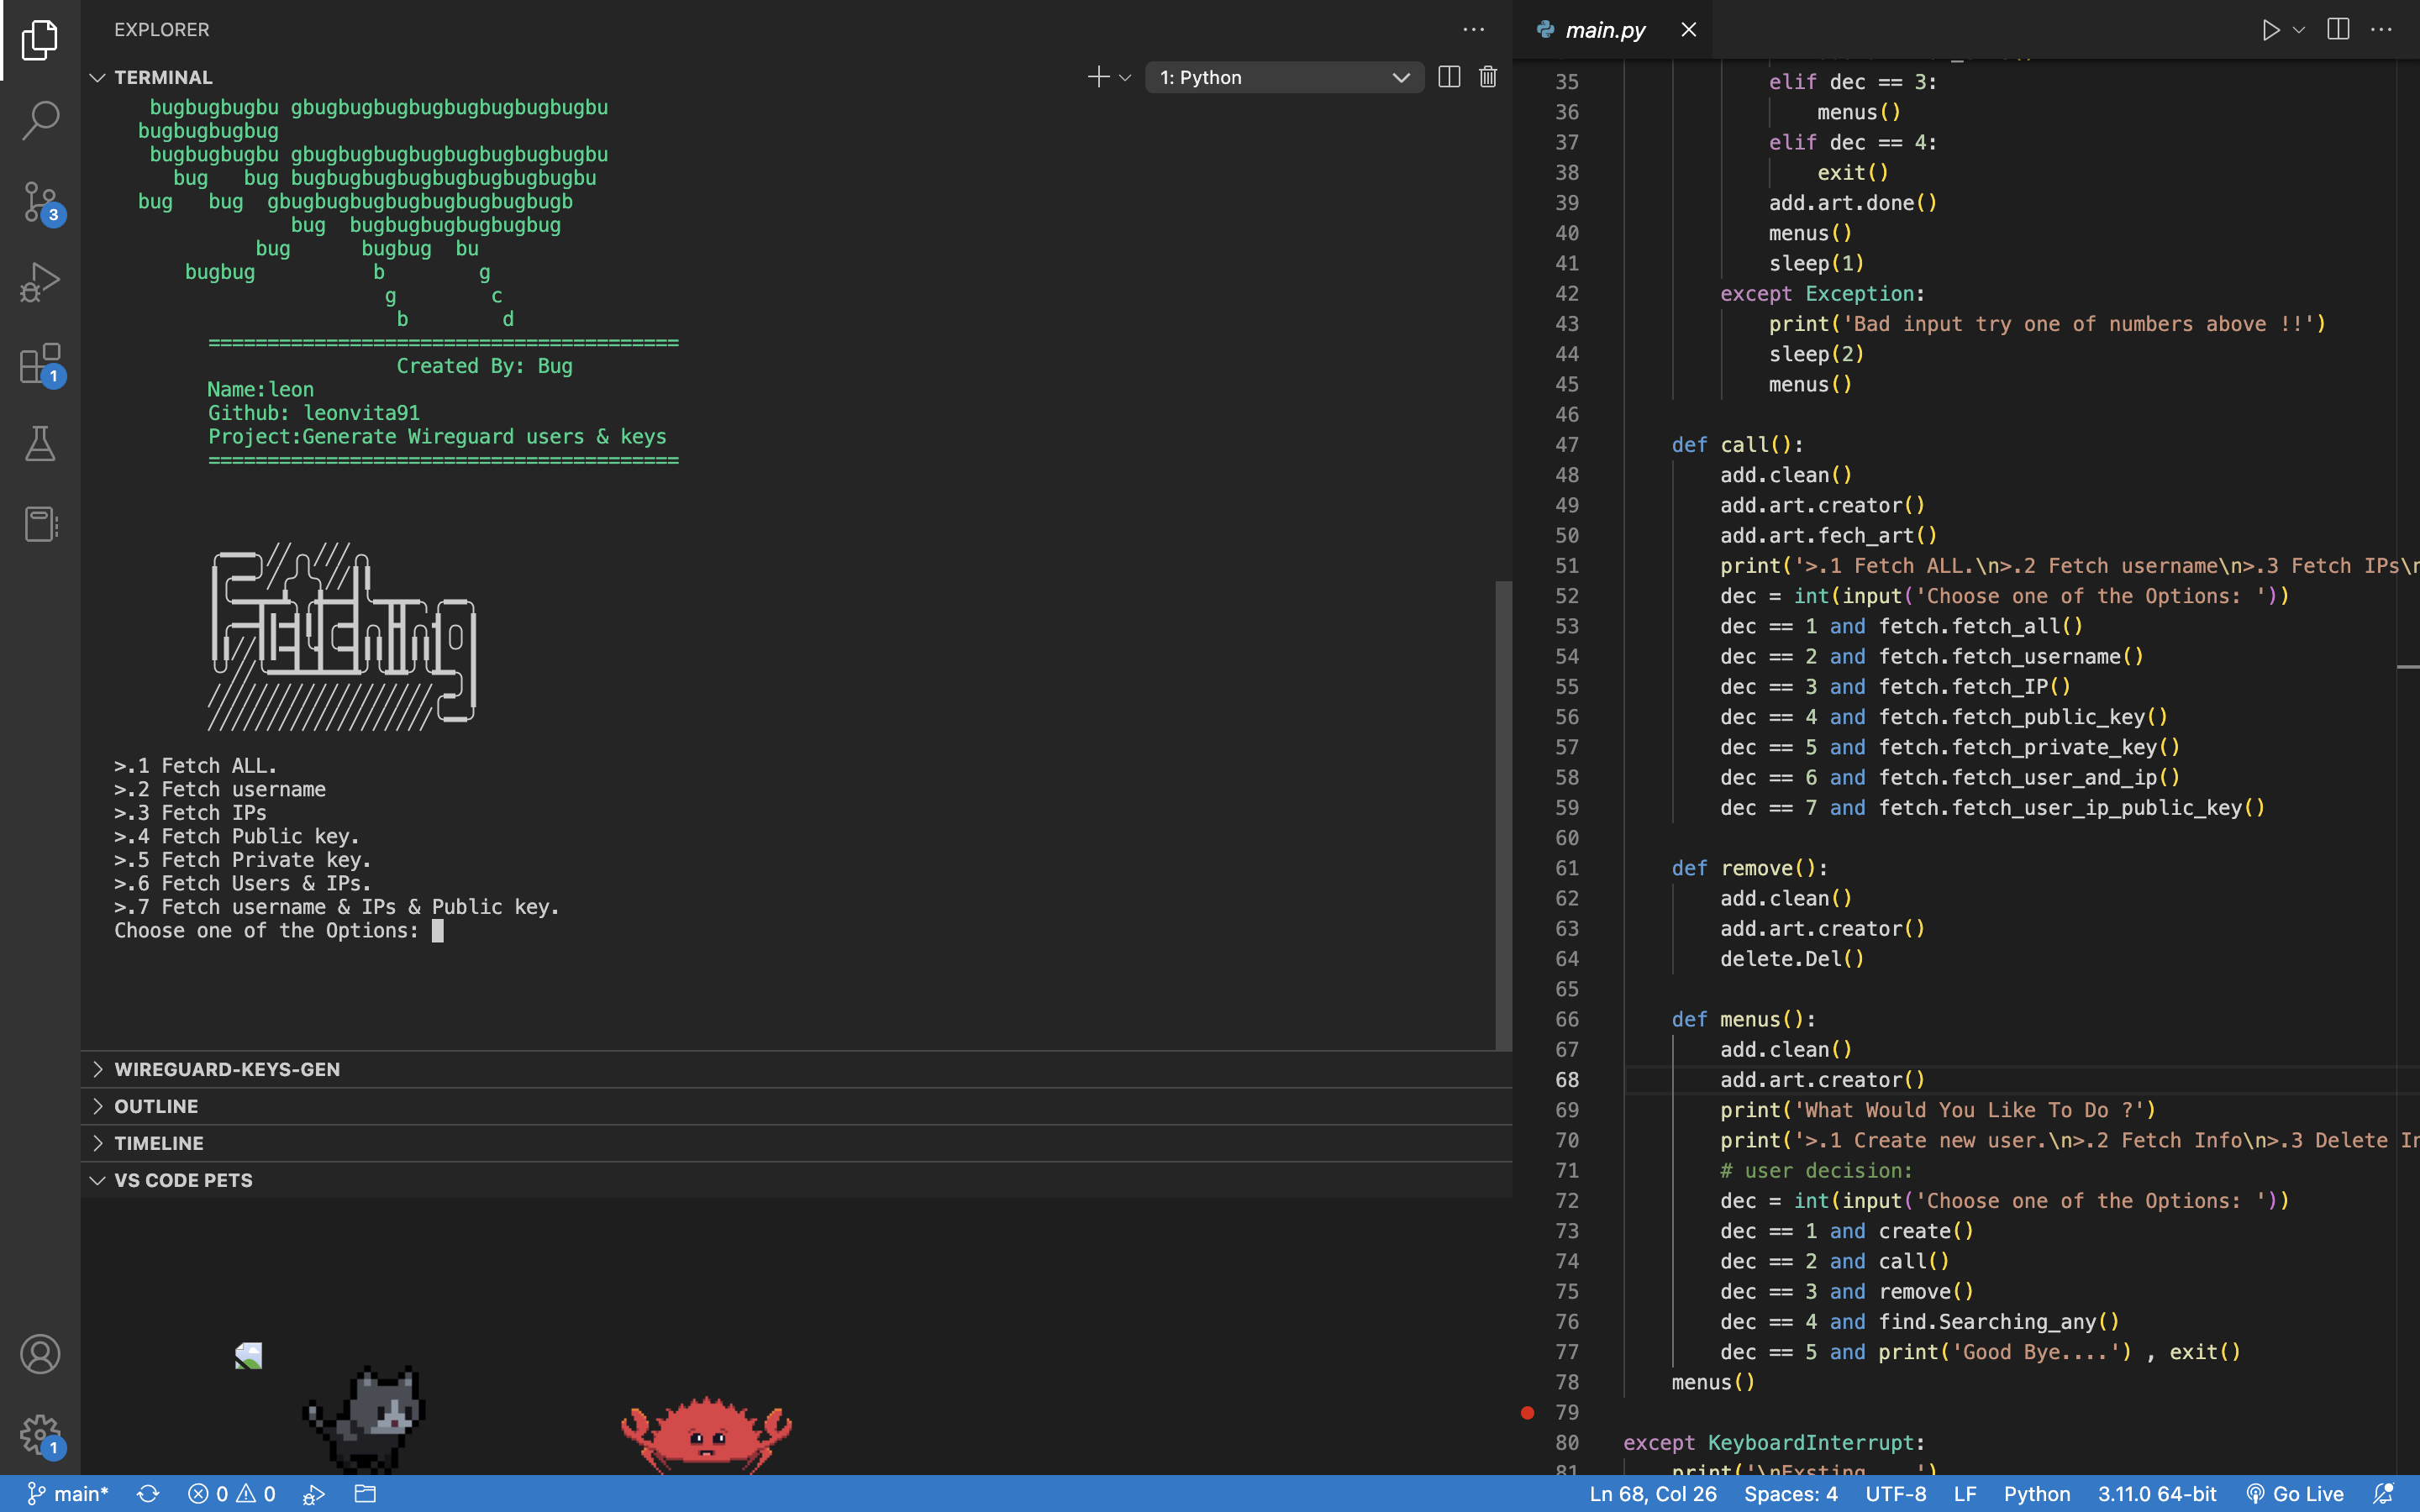 EXPLORER
TERMINAL
1: Python
bugbugbugbu gbugbugbugbugbugbugbugbugbu
bugbugbugbug
bugbugbugbu gbugbugbugbugbugbugbugbugbu
bug   bug bugbugbugbugbugbugbugbugbu
bug   bug  gbugbugbugbugbugbugbugbugb
bug  bugbugbugbugbugbug
bug      bugbug  bu
bugbug          b        g
g        c
b        d
========================================
Created By: Bug
Name:leon
Github: leonvita91
Project:Generate Wireguard users & keys
========================================
Fetching
>.1 Fetch ALL.
>.2 Fetch username
>.3 Fetch IPs
>.4 Fetch Public key.
>.5 Fetch Private key.
>.6 Fetch Users & IPs.
>.7 Fetch username & IPs & Public key.
Choose one of the Options:
WIREGUARD-KEYS-GEN
OUTLINE
TIMELINE
VS CODE PETS
3
1
1
main.py
35 elif dec == 3:
36 menus()
37 elif dec == 4:
38 exit()
39 add.art.done()
40 menus()
41 sleep(1)
42 except Exception:
43 print('Bad input try one of numbers above !!')
44 sleep(2)
45 menus()
46
47 def call():
48 add.clean()
49 add.art.creator()
50 add.art.fech_art()
51 print('>.1 Fetch ALL.\n>.2 Fetch username\n>.3 Fetch IPs\n
52 dec = int(input('Choose one of the Options: '))
53 dec == 1 and fetch.fetch_all()
54 dec == 2 and fetch.fetch_username()
55 dec == 3 and fetch.fetch_IP()
56 dec == 4 and fetch.fetch_public_key()
57 dec == 5 and fetch.fetch_private_key()
58 dec == 6 and fetch.fetch_user_and_ip()
59 dec == 7 and fetch.fetch_user_ip_public_key()
60
61 def remove():
62 add.clean()
63 add.art.creator()
64 delete.Del()
65
66 def menus():
67 add.clean()
68 add.art.creator()
69 print('What Would You Like To Do ?')
70 print('>.1 Create new user.\n>.2 Fetch Info\n>.3 Delete In
71 # user decision:
72 dec = int(input('Choose one of the Options: '))
73 dec == 1 and create()
74 dec == 2 and call()
75 dec == 3 and remove()
76 dec == 4 and find.Searching_any()
77 dec == 5 and print('Good Bye....') , exit()
78 menus()
79
80 except KeyboardInterrupt:
81 print('\nExsting
main*
0 0
Ln 68, Col 26
Spaces: 4
UTF-8
LF
Python
3.11.0 64-bit
Go Live